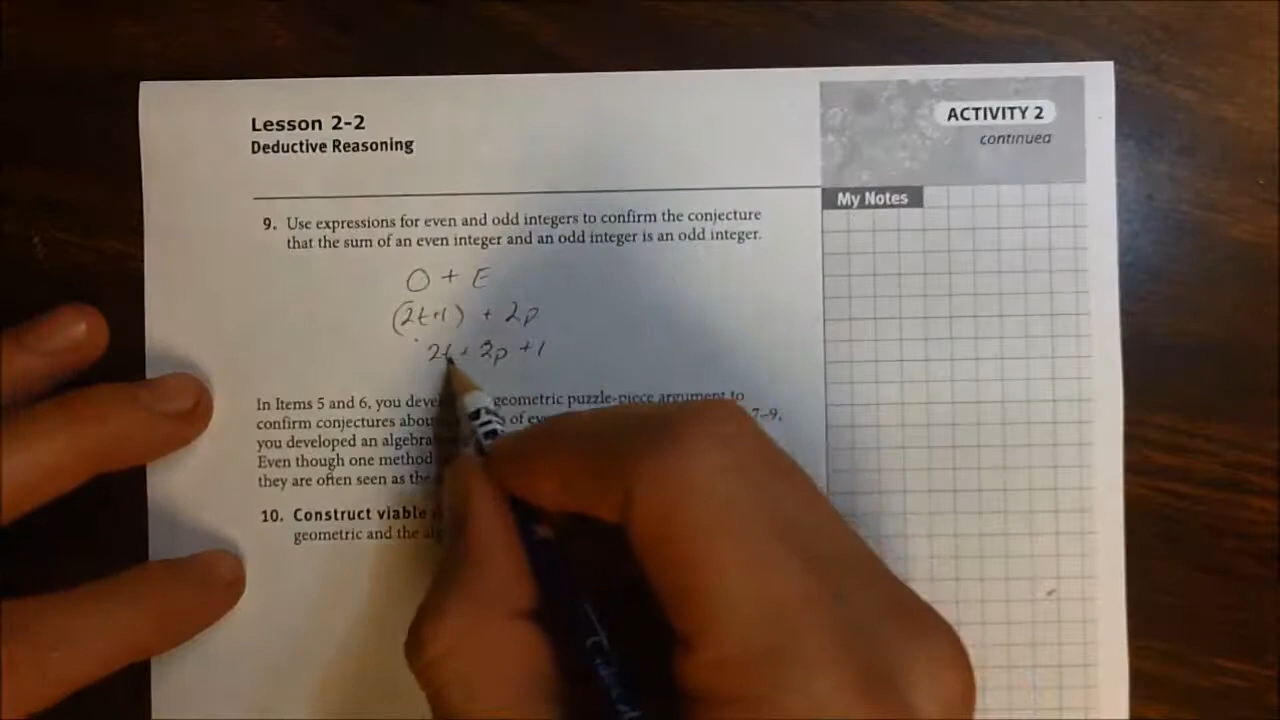 Lesson 2-2
Deductive Reasoning
ACTIVITY 2
continued
My Notes
9. Use expressions for even and odd integers to confirm the conjecture
that the sum of an even integer and an odd integer is an odd integer.
O + E
(2t+1) + 2p
2t + 2p + 1
In Items 5 and 6, you geometric puzzle-piece argument to
confirm conjectures of 7–9,
you developed an
Even though one method
they are often seen as the
10. Construct viable
geometric and the